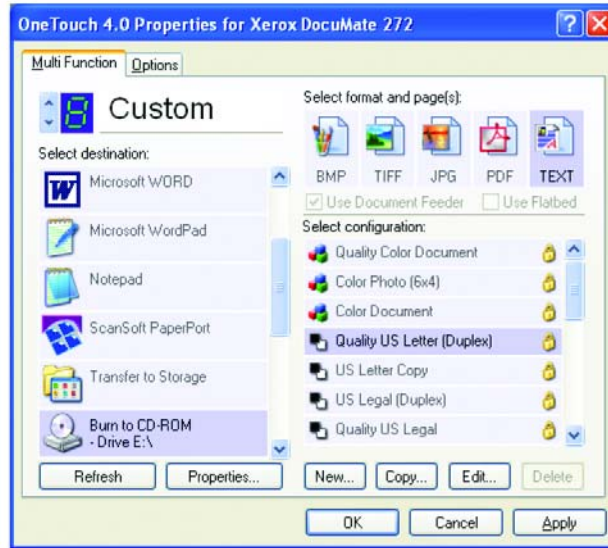 OneTouch 4.0 Properties for Xerox DocuMate 272
Multi Function
Options
8
Custom
Select destination:
Microsoft WORD
Microsoft WordPad
Notepad
ScanSoft PaperPort
Transfer to Storage
Burn to CD-ROM
- Drive E:\
Refresh
Properties...
Select format and page(s):
BMP
TIFF
JPG
PDF
TEXT
Use Document Feeder
Use Flatbed
Select configuration:
Quality Color Document
Color Photo (6x4)
Color Document
Quality US Letter (Duplex)
US Letter Copy
US Legal (Duplex)
Quality US Legal
New...
Copy...
Edit...
Delete
OK
Cancel
Apply